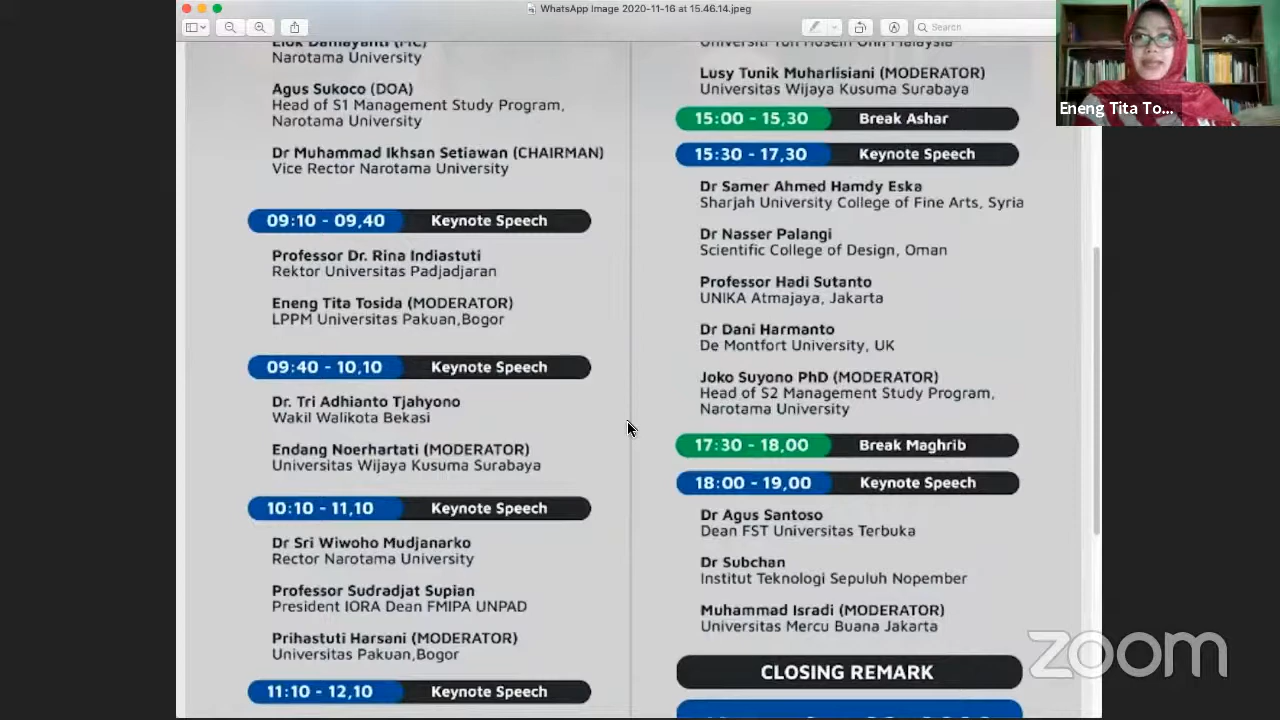 WhatsApp Image 2020-11-16 at 15.46.14.jpeg
Search
Elok Damayanti (MC)
Narotama University
Agus Sukoco (DOA)
Head of S1 Management Study Program,
Narotama University
Dr Muhammad Ikhsan Setiawan (CHAIRMAN)
Vice Rector Narotama University
09:10 - 09,40 Keynote Speech
Professor Dr. Rina Indiastuti
Rektor Universitas Padjadjaran
Eneng Tita Tosida (MODERATOR)
LPPM Universitas Pakuan,Bogor
09:40 - 10,10 Keynote Speech
Dr. Tri Adhianto Tjahyono
Wakil Walikota Bekasi
Endang Noerhartati (MODERATOR)
Universitas Wijaya Kusuma Surabaya
10:10 - 11,10 Keynote Speech
Dr Sri Wiwoho Mudjanarko
Rector Narotama University
Professor Sudradjat Supian
President IORA Dean FMIPA UNPAD
Prihastuti Harsani (MODERATOR)
Universitas Pakuan,Bogor
11:10 - 12,10 Keynote Speech
Universiti Tun Husein Onn Malaysia
Lusy Tunik Muharlisiani (MODERATOR)
Universitas Wijaya Kusuma Surabaya
15:00 - 15,30 Break Ashar
15:30 - 17,30 Keynote Speech
Dr Samer Ahmed Hamdy Eska
Sharjah University College of Fine Arts, Syria
Dr Nasser Palangi
Scientific College of Design, Oman
Professor Hadi Sutanto
UNIKA Atmajaya, Jakarta
Dr Dani Harmanto
De Montfort University, UK
Joko Suyono PhD (MODERATOR)
Head of S2 Management Study Program,
Narotama University
17:30 - 18,00 Break Maghrib
18:00 - 19,00 Keynote Speech
Dr Agus Santoso
Dean FST Universitas Terbuka
Dr Subchan
Institut Teknologi Sepuluh Nopember
Muhammad Isradi (MODERATOR)
Universitas Mercu Buana Jakarta
CLOSING REMARK
Eneng Tita To...
zoom